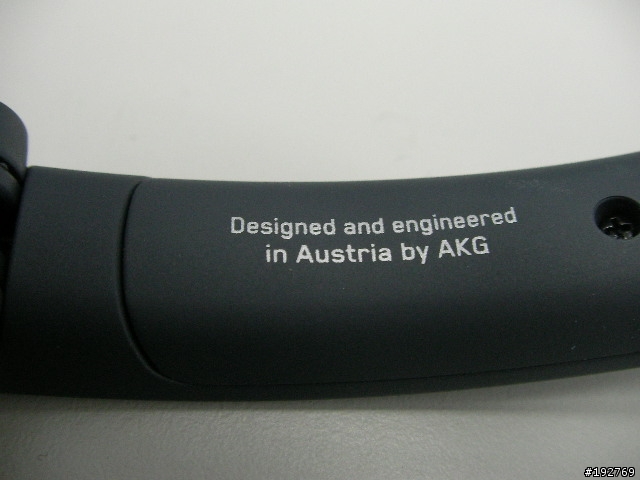 Designed and engineered
in Austria by AKG
#192769